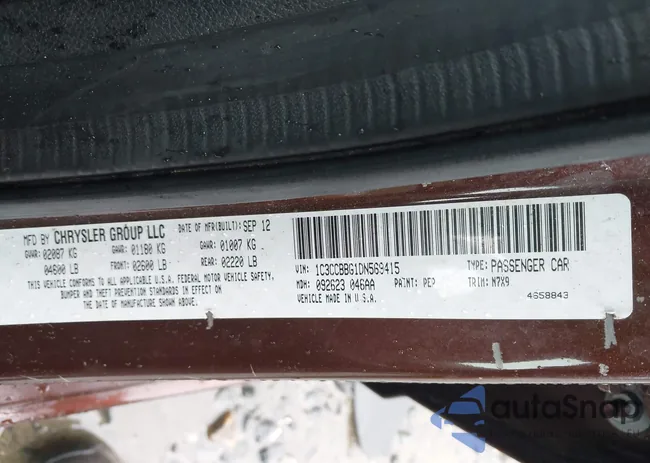 MFD BY CHRYSLER GROUP LLC DATE OF MFR(BUILT): SEP 12
GVWR: 02087 KG GAWR: 01180 KG GAWR: 01007 KG
04600 LB FRONT: 02600 LB REAR: 02220 LB
THIS VEHICLE CONFORMS TO ALL APPLICABLE U.S.A. FEDERAL MOTOR VEHICLE SAFETY,
BUMPER AND THEFT PREVENTION STANDARDS IN EFFECT ON
THE DATE OF MANUFACTURE SHOWN ABOVE.
VIN: 1C3CCBBG1DN569415 TYPE: PASSENGER CAR
MDH: 092623 046AA PAINT: PEP TRIM: N7X9
VEHICLE MADE IN U.S.A. 4658843
autoSnap